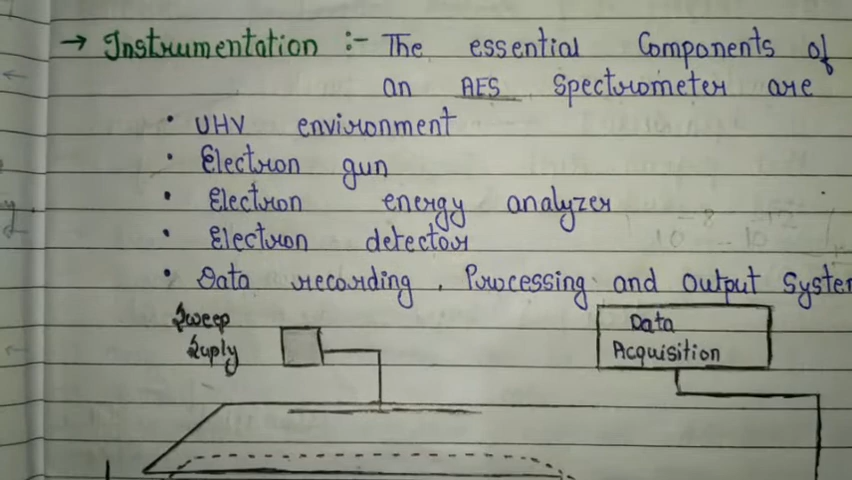 → Instrumentation :- The essential Components of
an AES Spectrometer are
• UHV environment
• Electron gun
• Electron energy analyzer
• Electron detector
• Data recording, Processing and Output System
Sweep
Suply
Data
Acquisition